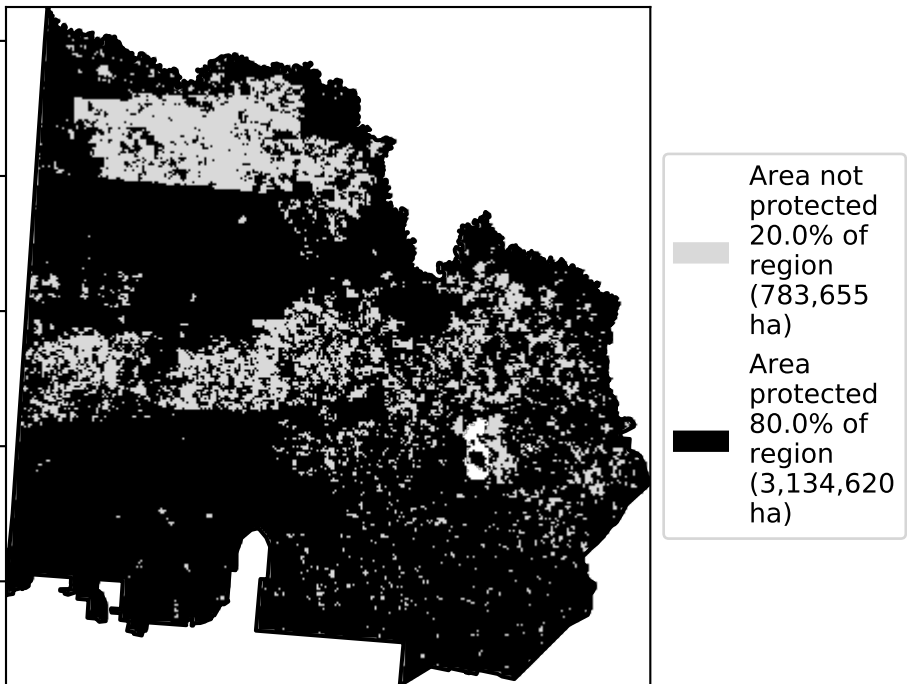 Area not
protected
20.0% of
region
(783,655
ha)
Area
protected
80.0% of
region
(3,134,620
ha)